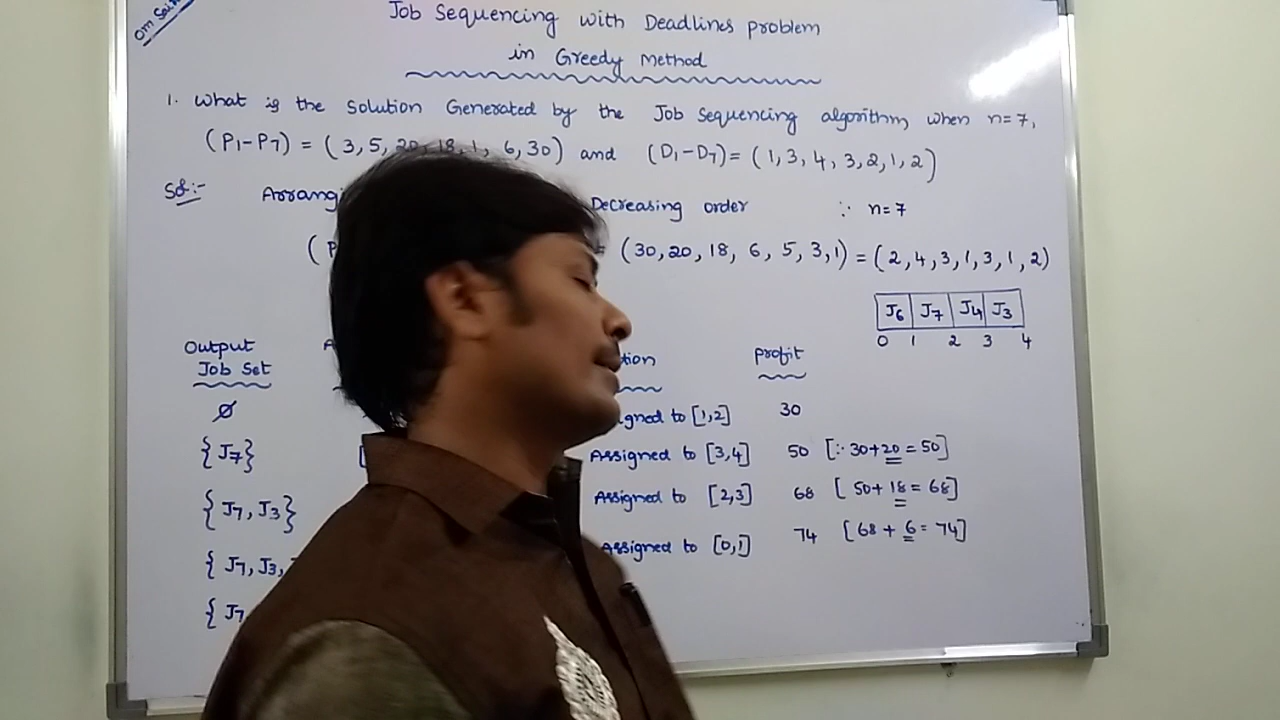 Om Sai
Job Sequencing with Deadlines problem
in Greedy Method
1. What is the Solution Generated by the Job Sequencing algorithm, when n=7,
(P1-P7) = (3,5,20,18,1, 6,30) and (D1-D7) = (1,3,4,3,2,1,2)
Sol:- Decreasing order ∵ n=7
= (30,20,18, 6, 5, 3,1) = (2,4,3,1,3,1,2)
J6 J7 J4 J3
0 1 2 3 4
Output profit
Job Set
∅ to [1,2] 30
{J7} Assigned to [3,4] 50 [∵ 30+20 = 50]
{J7, J3} Assigned to [2,3] 68 [50+18 = 68]
{J7, J3, Assigned to [0,1] 74 [68+6 = 74]
{J7